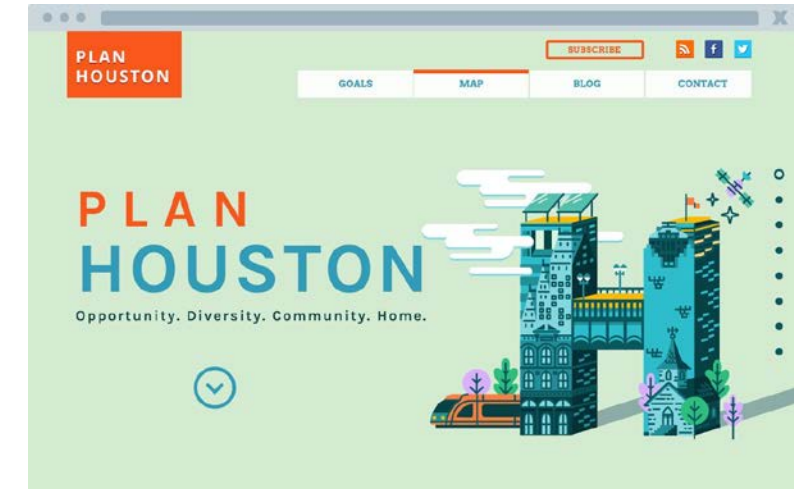 PLAN
HOUSTON
SUBSCRIBE
GOALS MAP BLOG CONTACT
PLAN
HOUSTON
Opportunity. Diversity. Community. Home.